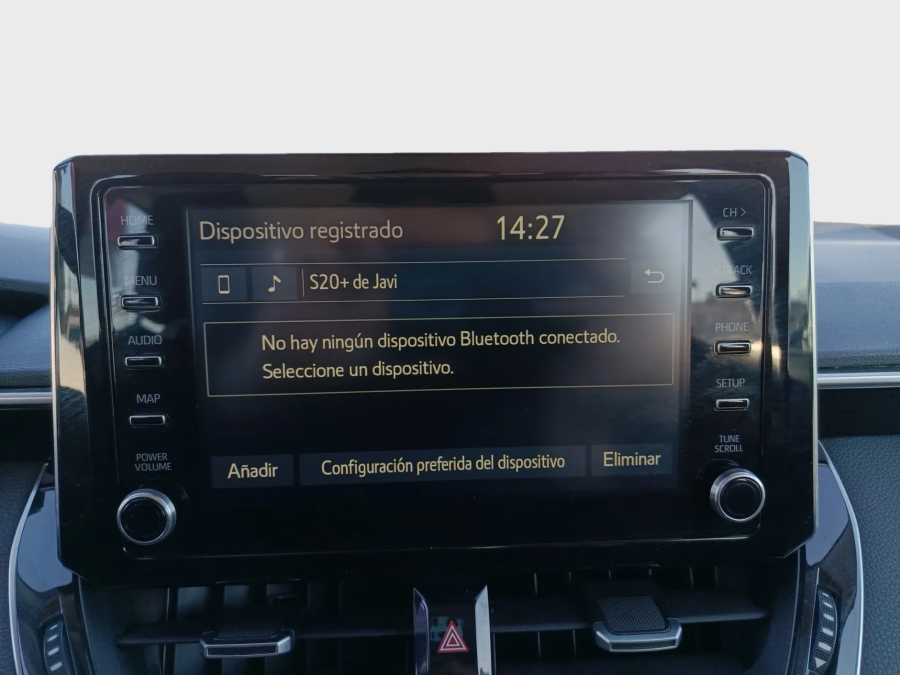 HOME
MENU
AUDIO
MAP
POWER
VOLUME
Dispositivo registrado
14:27
S20+ de Javi
No hay ningún dispositivo Bluetooth conectado.
Seleccione un dispositivo.
Añadir
Configuración preferida del dispositivo
Eliminar
CH >
TRACK
PHONE
SETUP
TUNE
SCROLL